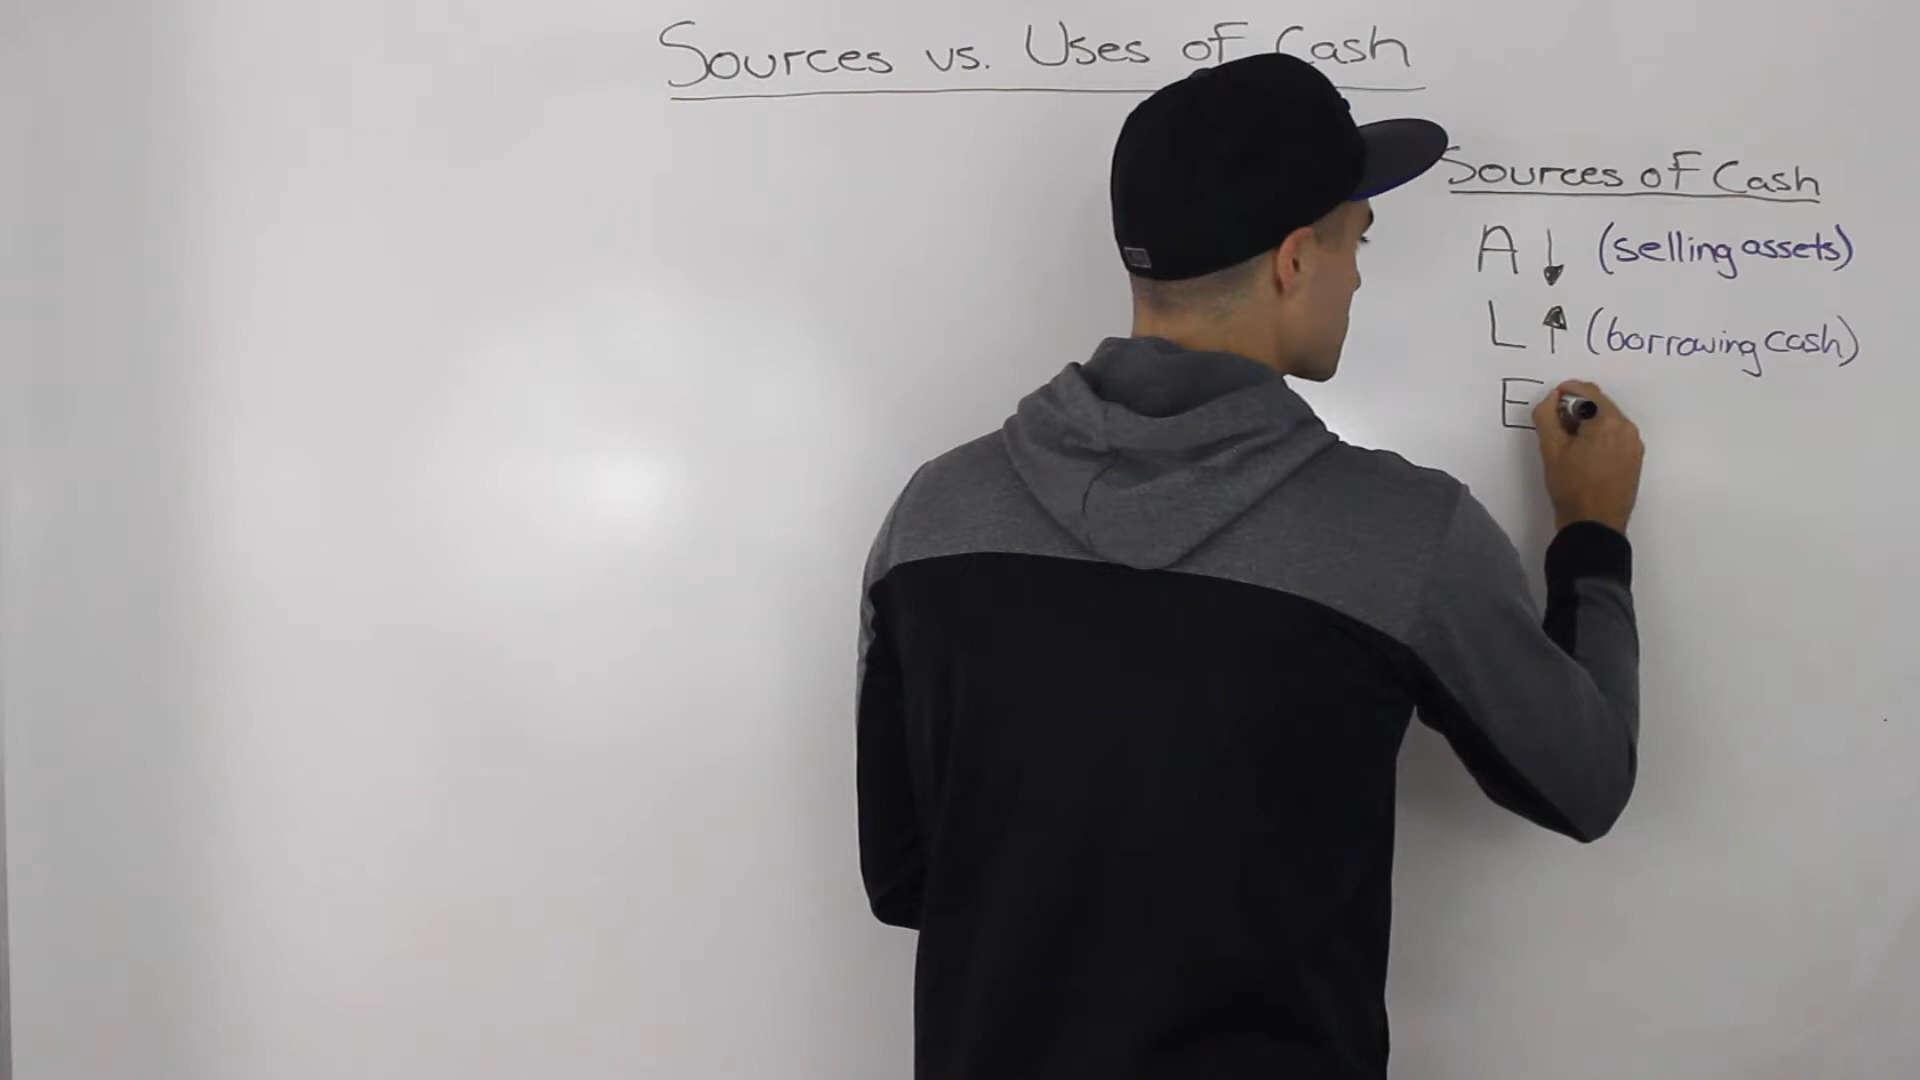 Sources vs. Uses of Cash
Sources of Cash
A ↓ (selling assets)
L ↑ (borrowing cash)
E